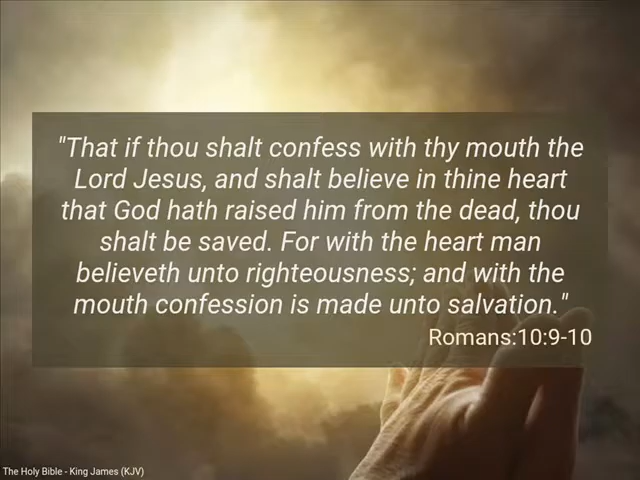 "That if thou shalt confess with thy mouth the
Lord Jesus, and shalt believe in thine heart
that God hath raised him from the dead, thou
shalt be saved. For with the heart man
believeth unto righteousness; and with the
mouth confession is made unto salvation."
Romans:10:9-10
The Holy Bible - King James (KJV)